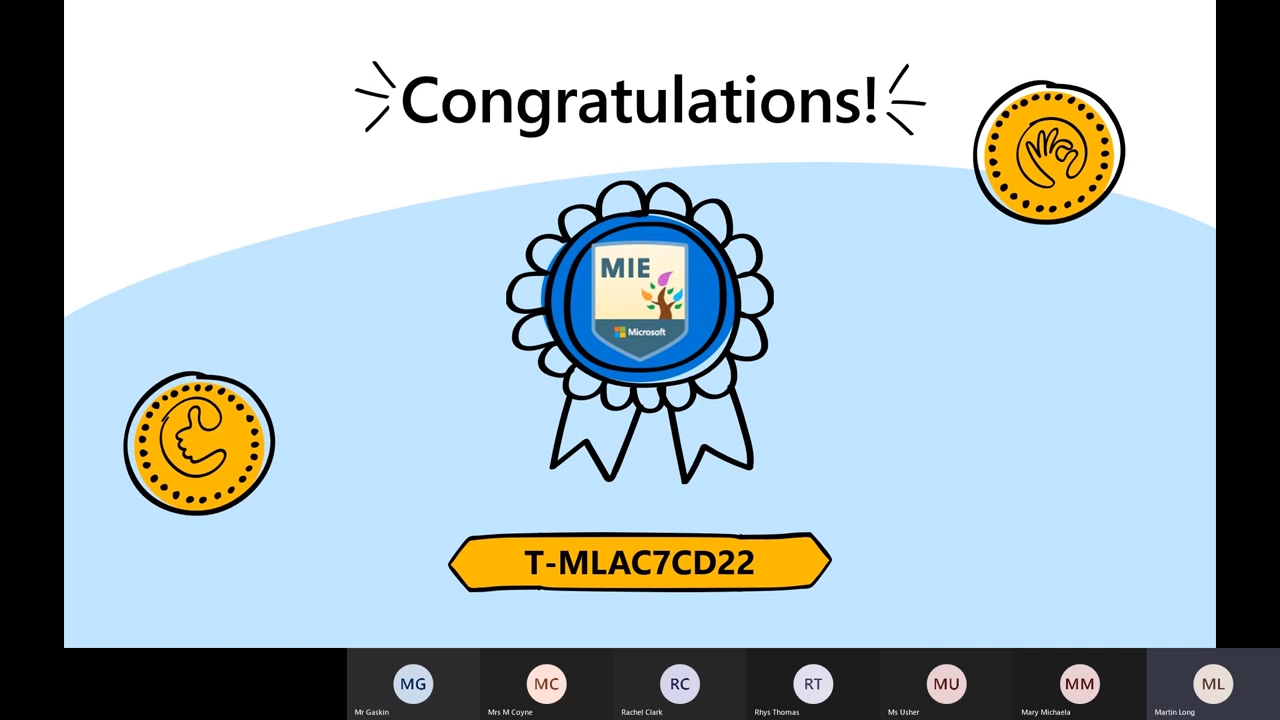 Congratulations!
MIE
Microsoft
T-MLAC7CD22
MG MC RC RT MU MM ML
Mr Gaskin Mrs M Coyne Rachel Clark Rhys Thomas Ms Usher Mary Michaela Martin Long